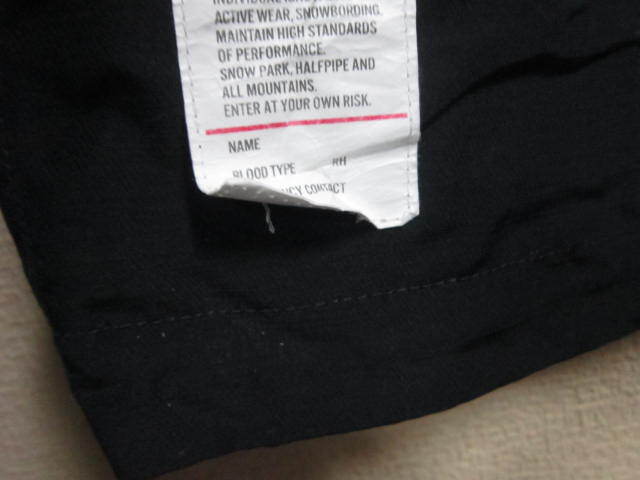 ACTIVE WEAR, SNOWBORDING.
MAINTAIN HIGH STANDARDS
OF PERFORMANCE.
SNOW PARK, HALFPIPE AND
ALL MOUNTAINS.
ENTER AT YOUR OWN RISK.
NAME
BLOOD TYPE RH
CONTACT